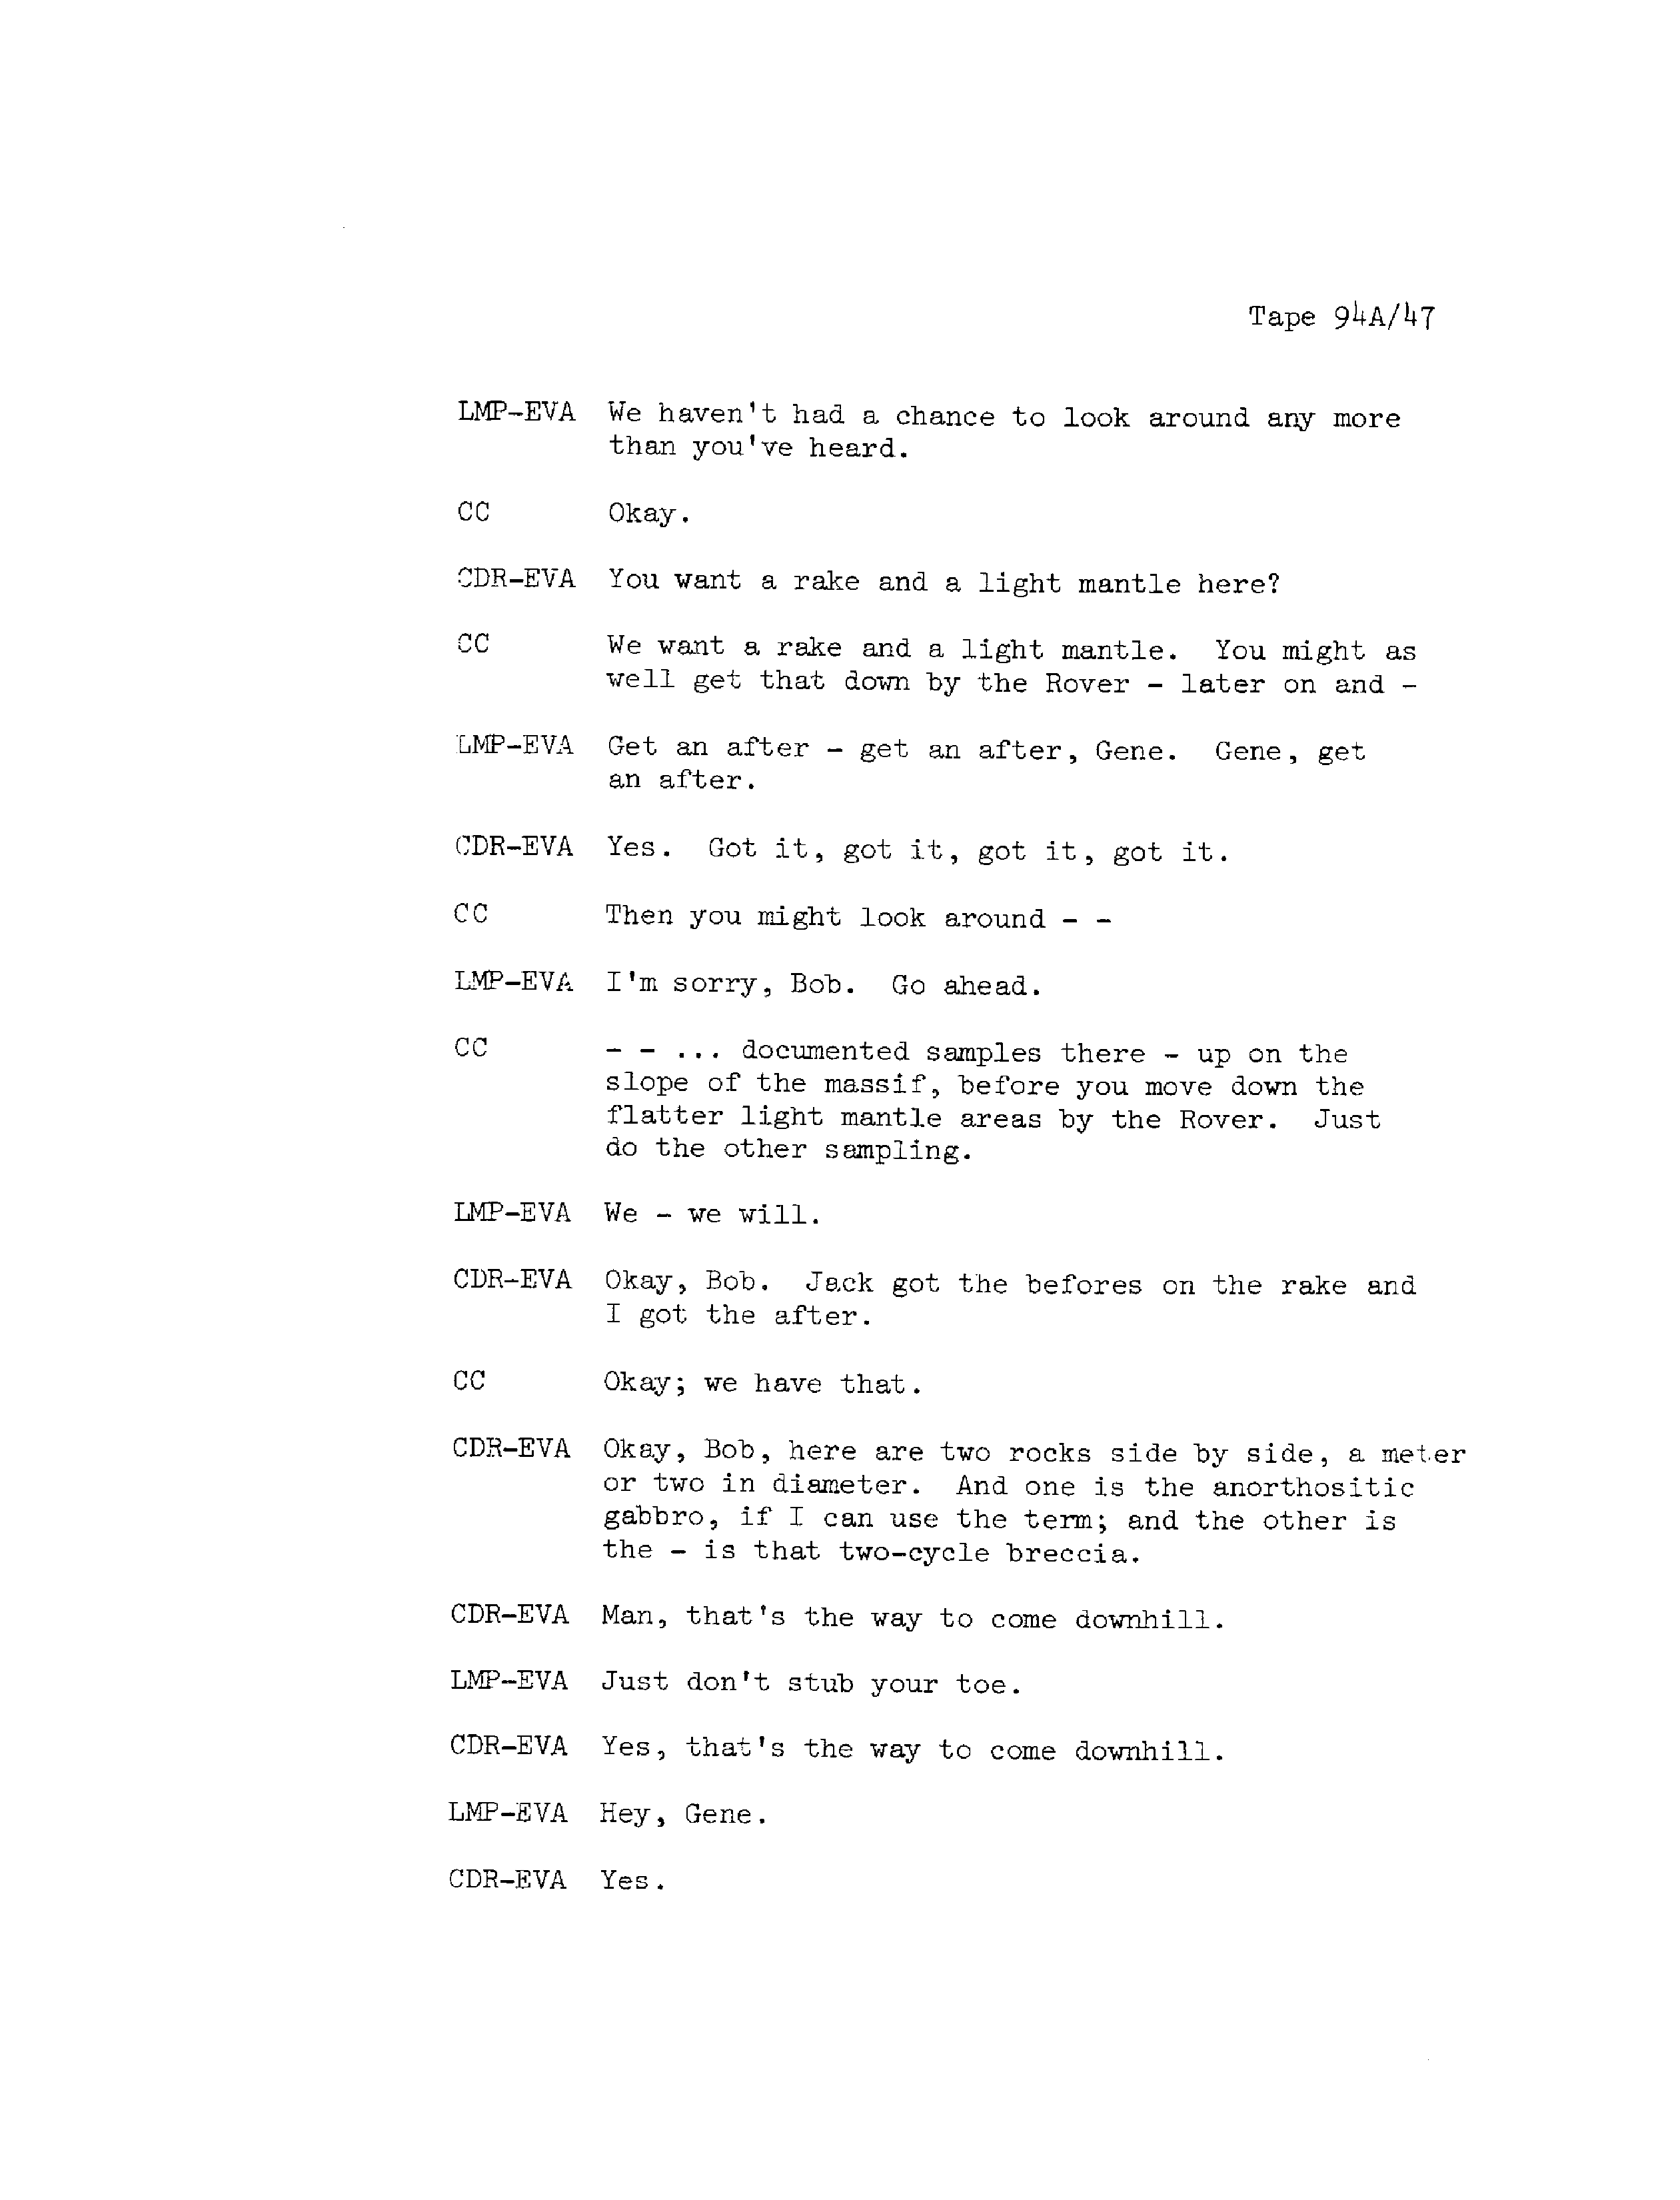 Tape 94A/47
LMP-EVA We haven't had a chance to look around any more
than you've heard.
CC Okay.
CDR-EVA You want a rake and a light mantle here?
CC We want a rake and a light mantle. You might as
well get that down by the Rover - later on and -
LMP-EVA Get an after - get an after, Gene. Gene, get
an after.
CDR-EVA Yes. Got it, got it, got it, got it.
CC Then you might look around - -
LMP-EVA I'm sorry, Bob. Go ahead.
CC - - ... documented samples there - up on the
slope of the massif, before you move down the
flatter light mantle areas by the Rover. Just
do the other sampling.
LMP-EVA We - we will.
CDR-EVA Okay, Bob. Jack got the befores on the rake and
I got the after.
CC Okay; we have that.
CDR-EVA Okay, Bob, here are two rocks side by side, a meter
or two in diameter. And one is the anorthositic
gabbro, if I can use the term; and the other is
the - is that two-cycle breccia.
CDR-EVA Man, that's the way to come downhill.
LMP-EVA Just don't stub your toe.
CDR-EVA Yes, that's the way to come downhill.
LMP-EVA Hey, Gene.
CDR-EVA Yes.